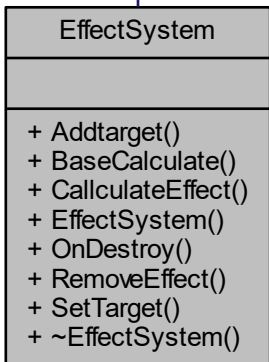 EffectSystem
+ Addtarget()
+ BaseCalculate()
+ CallculateEffect()
+ EffectSystem()
+ OnDestroy()
+ RemoveEffect()
+ SetTarget()
+ ~EffectSystem()